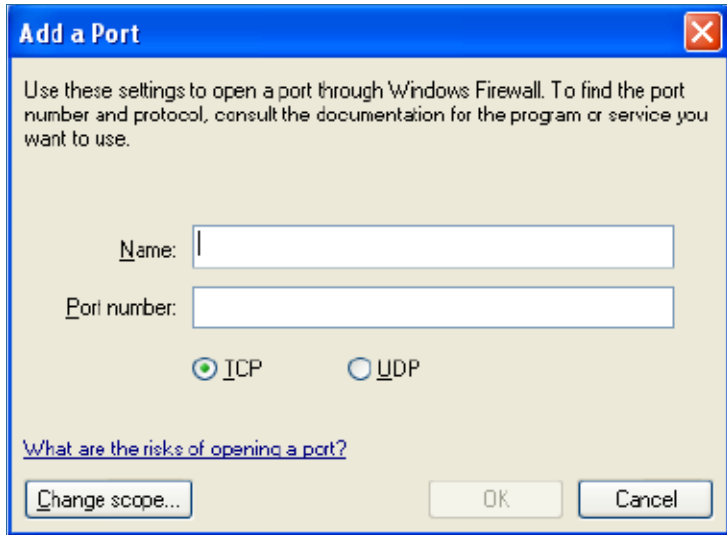 Add a Port
Use these settings to open a port through Windows Firewall. To find the port
number and protocol, consult the documentation for the program or service you
want to use.
Name:
Port number:
TCP
UDP
What are the risks of opening a port?
Change scope...
OK
Cancel